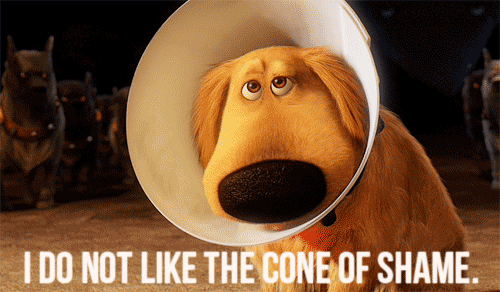 I DO NOT LIKE THE CONE OF SHAME.